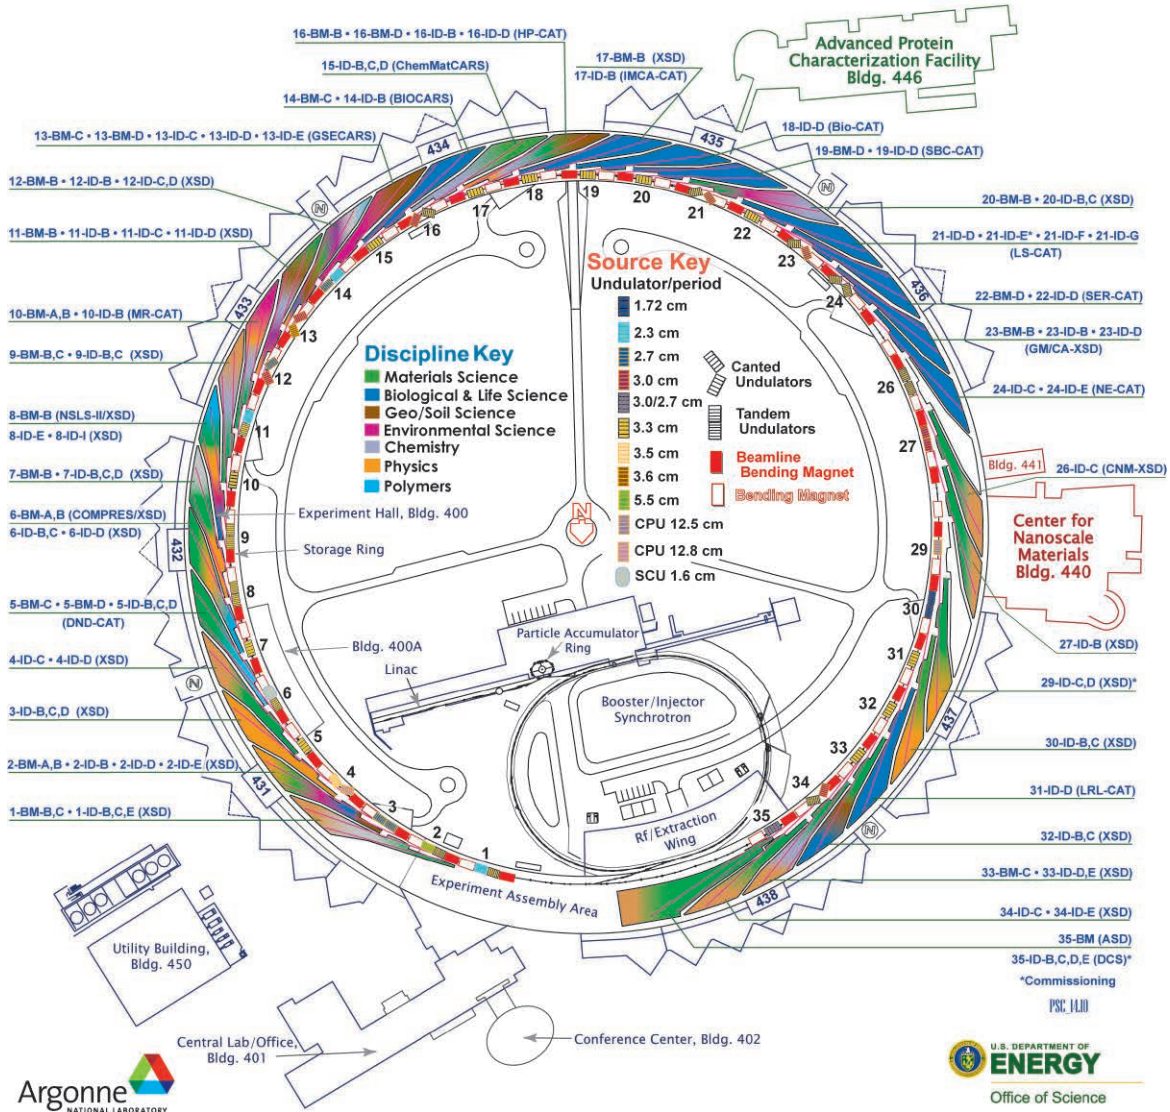 16-BM-B • 16-BM-D • 16-ID-B • 16-ID-D (HP-CAT)
15-ID-B,C,D (ChemMatCARS)
14-BM-C • 14-ID-B (BIOCARS)
13-BM-C • 13-BM-D • 13-ID-C • 13-ID-D • 13-ID-E (GSECARS)
12-BM-B • 12-ID-B • 12-ID-C,D (XSD)
11-BM-B • 11-ID-B • 11-ID-C • 11-ID-D (XSD)
10-BM-A,B • 10-ID-B (MR-CAT)
9-BM-B,C • 9-ID-B,C (XSD)
8-BM-B (NSLS-II/XSD)
8-ID-E • 8-ID-I (XSD)
7-BM-B • 7-ID-B,C,D (XSD)
6-BM-A,B (COMPRES/XSD)
6-ID-B,C • 6-ID-D (XSD)
5-BM-C • 5-BM-D • 5-ID-B,C,D
(DND-CAT)
4-ID-C • 4-ID-D (XSD)
3-ID-B,C,D (XSD)
2-BM-A,B • 2-ID-B • 2-ID-D • 2-ID-E (XSD)
1-BM-B,C • 1-ID-B,C,E (XSD)
17-BM-B (XSD)
17-ID-B (IMCA-CAT)
Advanced Protein
Characterization Facility
Bldg. 446
18-ID-D (Bio-CAT)
19-BM-D • 19-ID-D (SBC-CAT)
20-BM-B • 20-ID-B,C (XSD)
21-ID-D • 21-ID-E* • 21-ID-F • 21-ID-G
(LS-CAT)
22-BM-D • 22-ID-D (SER-CAT)
23-BM-B • 23-ID-B • 23-ID-D
(GM/CA-XSD)
24-ID-C • 24-ID-E (NE-CAT)
Bldg. 441
26-ID-C (CNM-XSD)
Center for
Nanoscale
Materials
Bldg. 440
27-ID-B (XSD)
29-ID-C,D (XSD)*
30-ID-B,C (XSD)
31-ID-D (LRL-CAT)
32-ID-B,C (XSD)
33-BM-C • 33-ID-D,E (XSD)
34-ID-C • 34-ID-E (XSD)
35-BM (ASD)
35-ID-B,C,D,E (DCS)*
*Commissioning
PSC_14.10
431
432
433
434
435
436
437
438
N
N
N
N
N
1
2
3
4
5
6
7
8
9
10
11
12
13
14
15
16
17
18
19
20
21
22
23
24
26
27
29
30
31
32
33
34
35
Discipline Key
Materials Science
Biological & Life Science
Geo/Soil Science
Environmental Science
Chemistry
Physics
Polymers
Source Key
Undulator/period
1.72 cm
2.3 cm
2.7 cm
3.0 cm
3.0/2.7 cm
3.3 cm
3.5 cm
3.6 cm
5.5 cm
CPU 12.5 cm
CPU 12.8 cm
SCU 1.6 cm
Canted
Undulators
Tandem
Undulators
Beamline
Bending Magnet
Bending Magnet
Experiment Hall, Bldg. 400
Storage Ring
Bldg. 400A
Linac
Particle Accumulator
Ring
Booster/Injector
Synchrotron
Rf/Extraction
Wing
Experiment Assembly Area
Utility Building,
Bldg. 450
Central Lab/Office,
Bldg. 401
Conference Center, Bldg. 402
Argonne
NATIONAL LABORATORY
U.S. DEPARTMENT OF
ENERGY
Office of Science